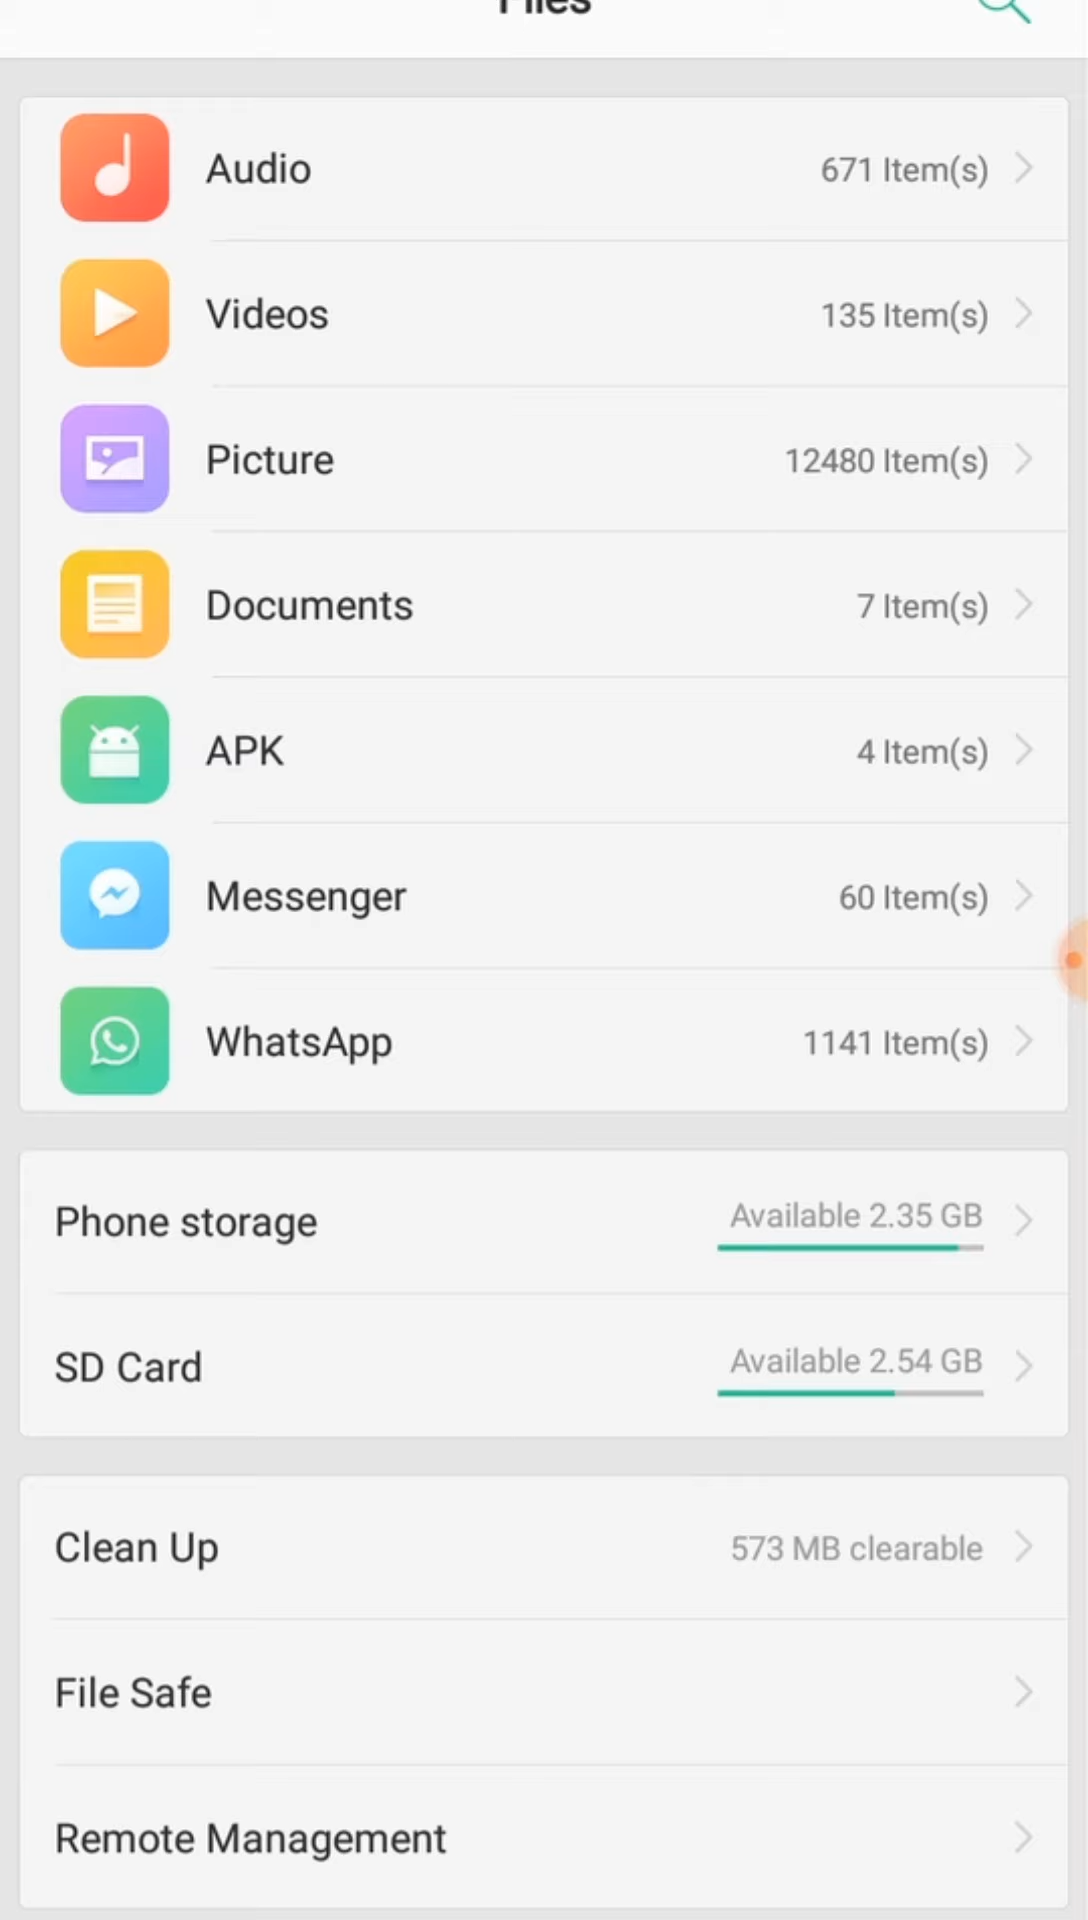 Files
Audio 671 Item(s)
Videos 135 Item(s)
Picture 12480 Item(s)
Documents 7 Item(s)
APK 4 Item(s)
Messenger 60 Item(s)
WhatsApp 1141 Item(s)
Phone storage Available 2.35 GB
SD Card Available 2.54 GB
Clean Up 573 MB clearable
File Safe
Remote Management